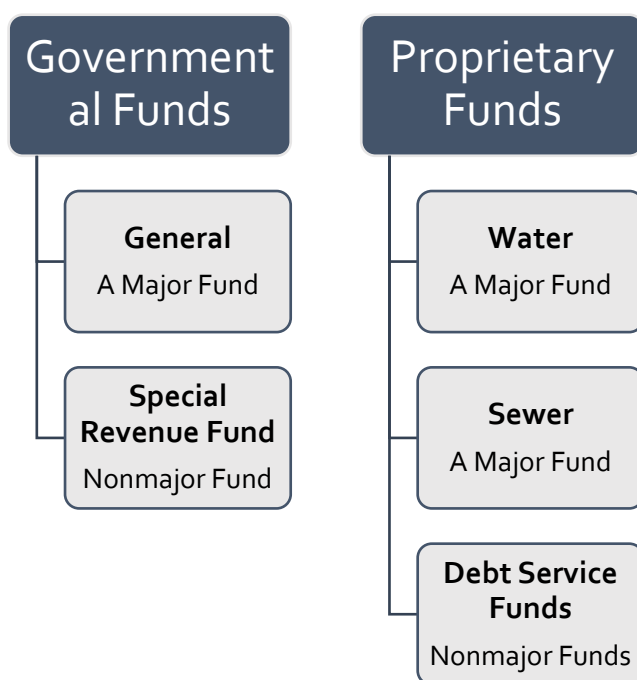 Government
al Funds
General
A Major Fund
Special
Revenue Fund
Nonmajor Fund
Proprietary
Funds
Water
A Major Fund
Sewer
A Major Fund
Debt Service
Funds
Nonmajor Funds